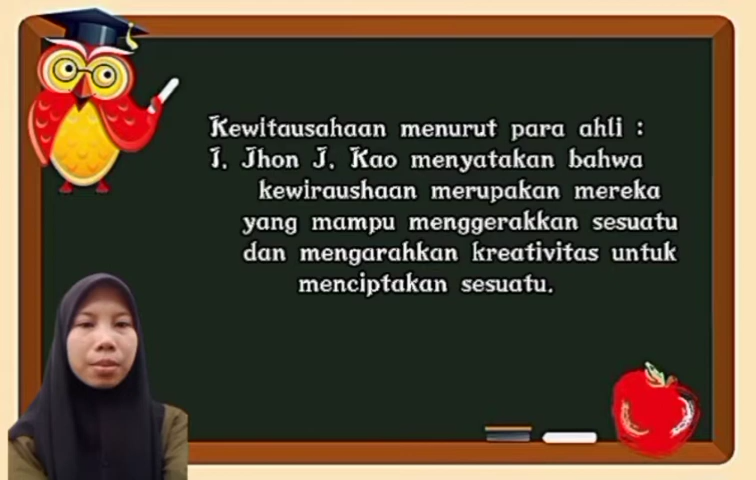 Kewitausahaan menurut para ahli :
1. Jhon J. Kao menyatakan bahwa
kewiraushaan merupakan mereka
yang mampu menggerakkan sesuatu
dan mengarahkan kreativitas untuk
menciptakan sesuatu.